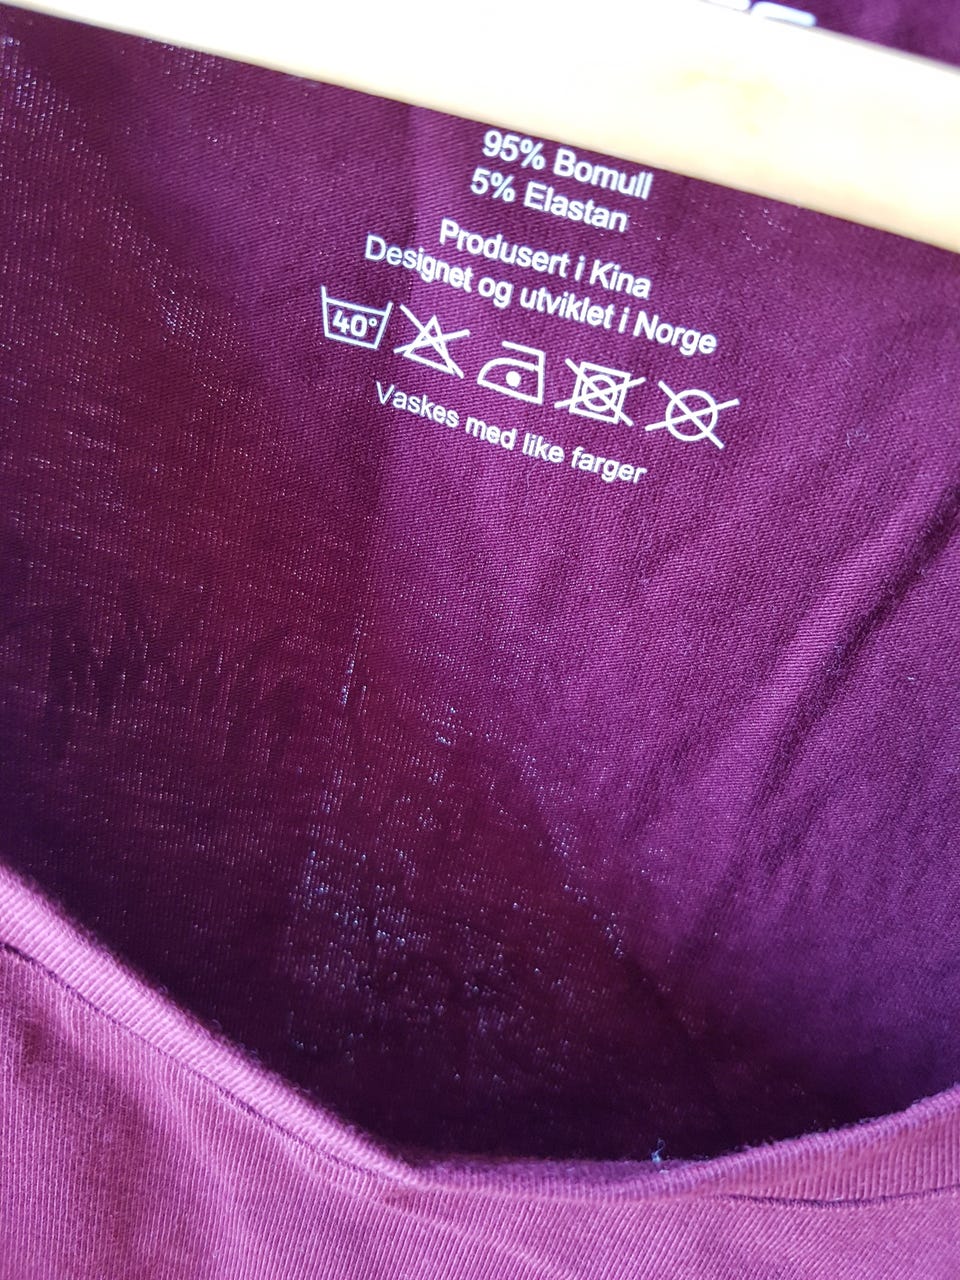 95% Bomull
5% Elastan
Produsert i Kina
Designet og utviklet i Norge
40°
Vaskes med like farger